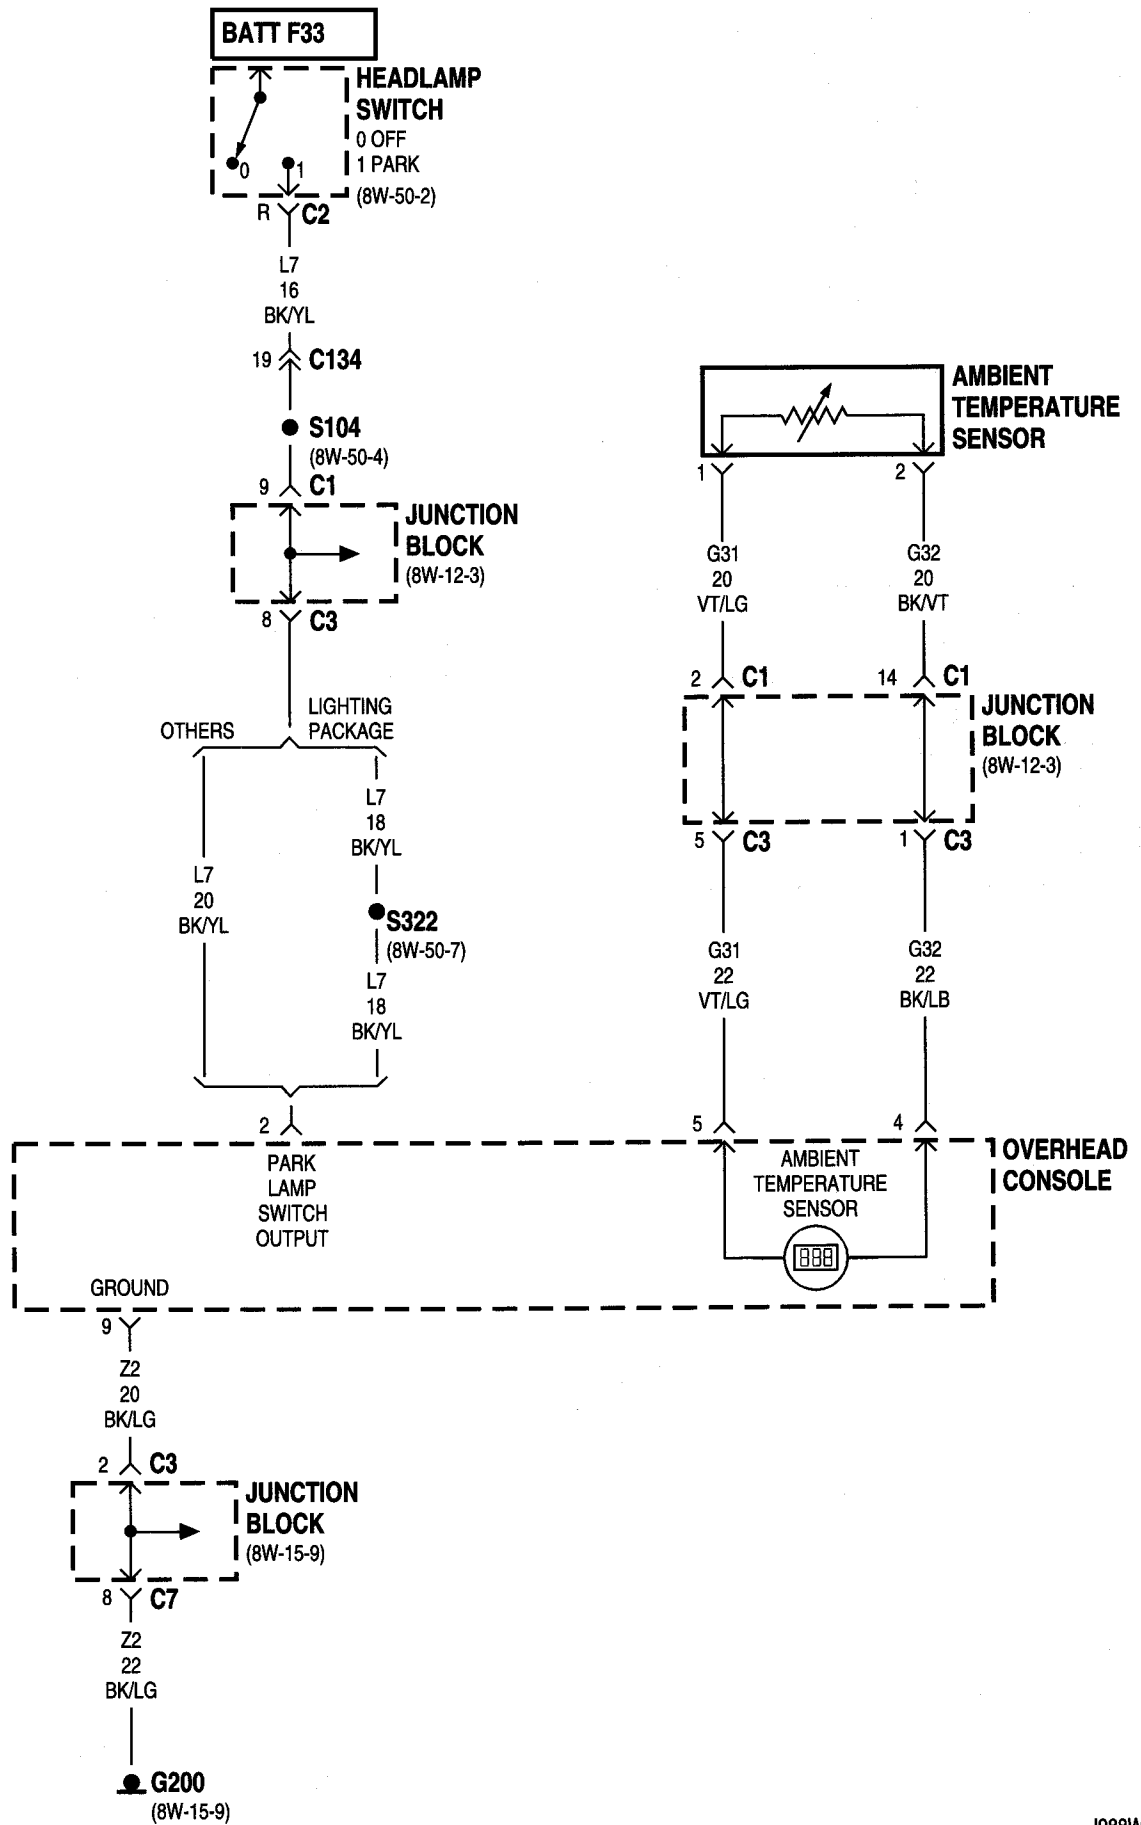 BATT F33
HEADLAMP
SWITCH
0 OFF
1 PARK
(8W-50-2)
0
1
R
C2
L7
16
BK/YL
19
C134
S104
(8W-50-4)
9
C1
JUNCTION
BLOCK
(8W-12-3)
8
C3
OTHERS
LIGHTING
PACKAGE
L7
18
BK/YL
L7
20
BK/YL
S322
(8W-50-7)
L7
18
BK/YL
2
AMBIENT
TEMPERATURE
SENSOR
1
2
G31
20
VT/LG
G32
20
BK/VT
2
C1
14
C1
JUNCTION
BLOCK
(8W-12-3)
5
C3
1
C3
G31
22
VT/LG
G32
22
BK/LB
5
4
OVERHEAD
CONSOLE
PARK
LAMP
SWITCH
OUTPUT
AMBIENT
TEMPERATURE
SENSOR
888
GROUND
9
Z2
20
BK/LG
2
C3
JUNCTION
BLOCK
(8W-15-9)
8
C7
Z2
22
BK/LG
G200
(8W-15-9)